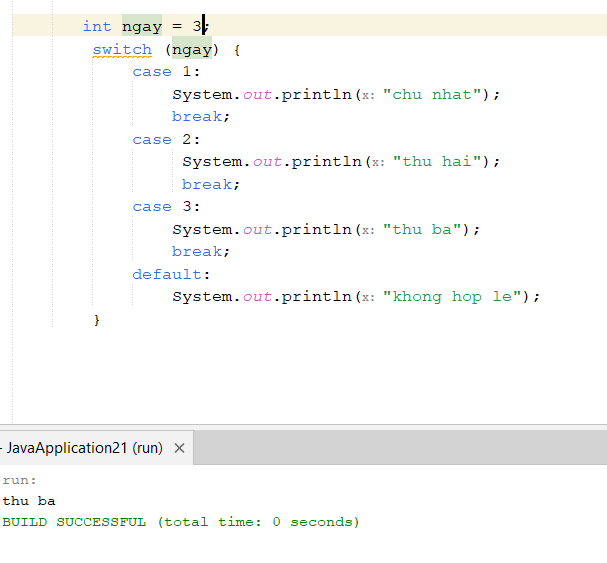 int ngay = 3;
switch (ngay) {
case 1:
System.out.println(x: "chu nhat");
break;
case 2:
System.out.println(x: "thu hai");
break;
case 3:
System.out.println(x: "thu ba");
break;
default:
System.out.println(x: "khong hop le");
}
- JavaApplication21 (run) ×
run:
thu ba
BUILD SUCCESSFUL (total time: 0 seconds)